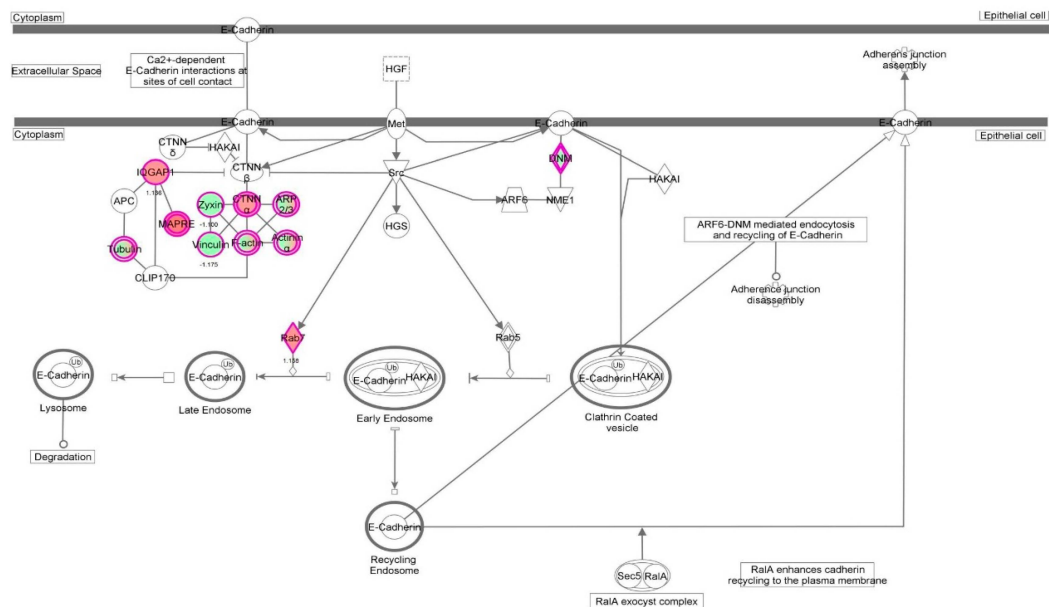 Cytoplasm
Epithelial cell
E-Cadherin
Extracellular Space
Ca2+-dependent
E-Cadherin interactions at
sites of cell contact
HGF
Adherens junction
assembly
E-Cadherin
Met
E-Cadherin
E-Cadherin
Cytoplasm
Epithelial cell
CTNN
δ
HAKAI
DNM
IQGAP1
1.136
CTNN
β
Src
HAKAI
APC
Zyxin
-1.100
CTNN
α
ARP
2/3
ARF6
NME1
MAPRE
HGS
Tubulin
Vinculin
-1.175
F-actin
Actinin
α
CLIP170
ARF6-DNM mediated endocytosis
and recycling of E-Cadherin
Adherence junction
disassembly
Rab7
1.138
Rab5
Ub
E-Cadherin
Lysosome
Ub
E-Cadherin
Late Endosome
Ub
E-Cadherin
HAKAI
Early Endosome
Ub
E-Cadherin
HAKAI
Clathrin Coated
vesicle
Degradation
E-Cadherin
Recycling
Endosome
Sec5
RalA
RalA exocyst complex
RalA enhances cadherin
recycling to the plasma membrane